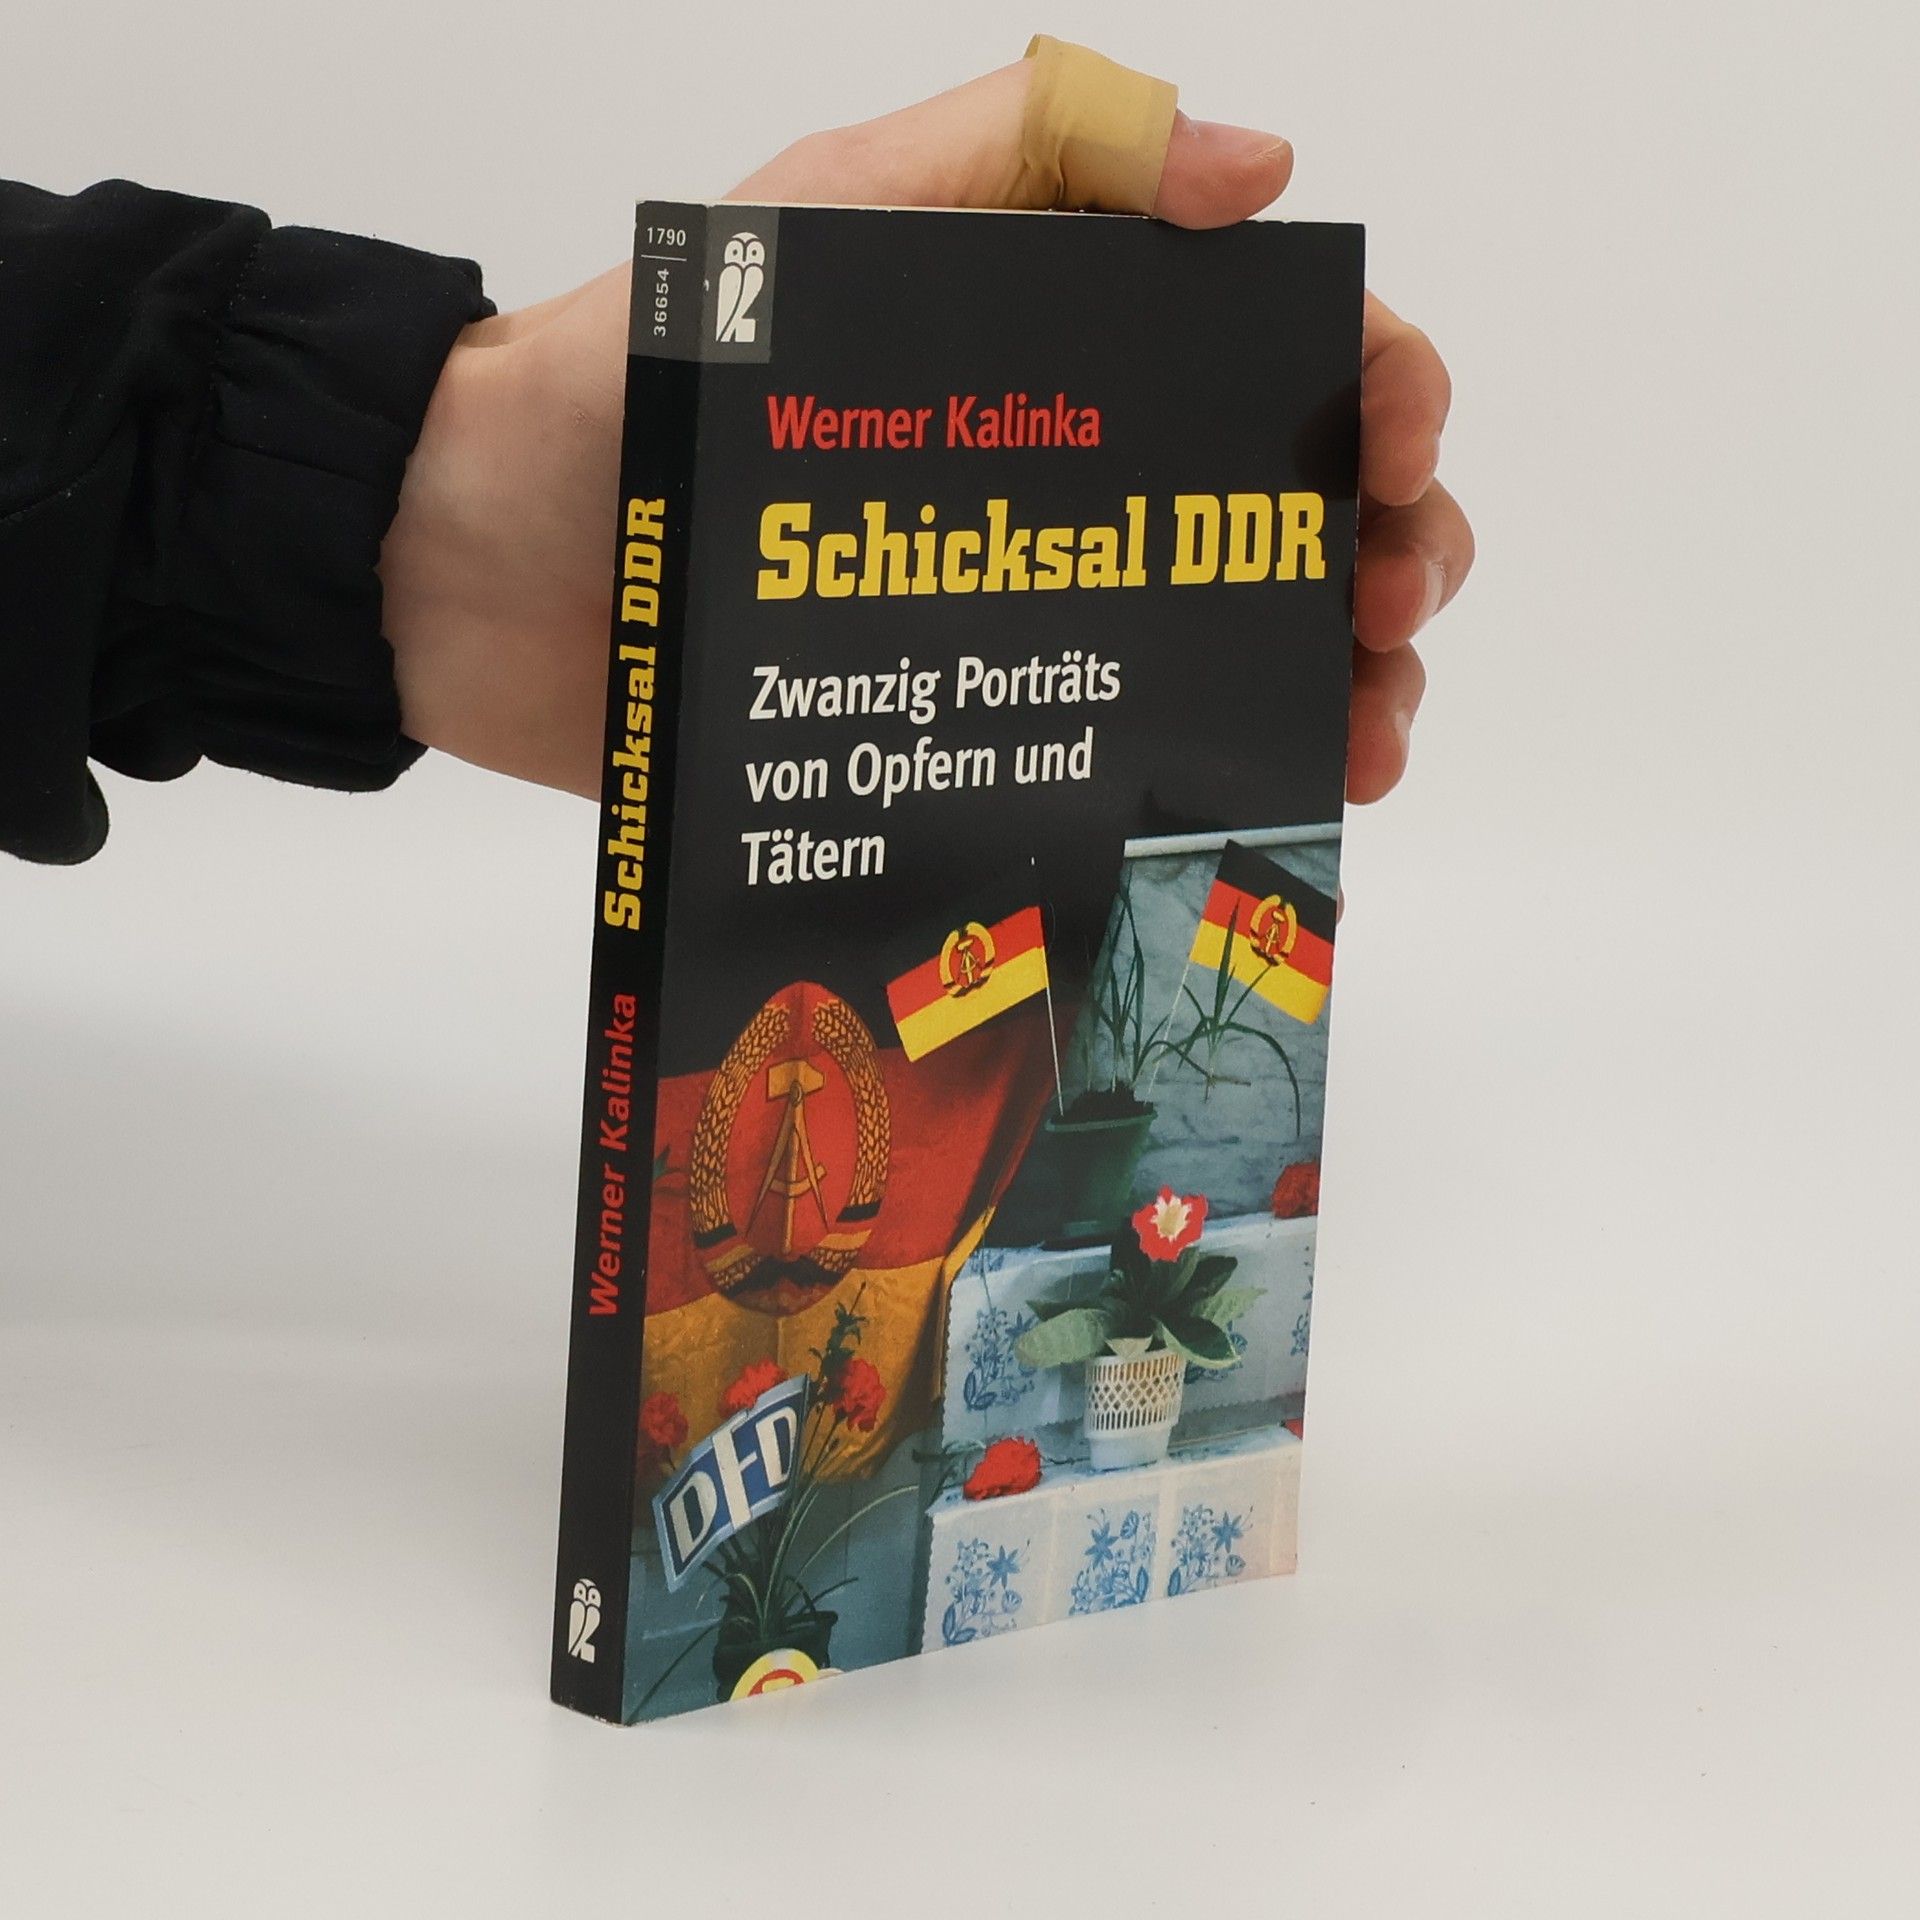 1790
36654
Werner Kalinka
Schicksal DDR
Werner Kalinka
Schicksal DDR
Zwanzig Porträts
von Opfern und
Tätern
DFD